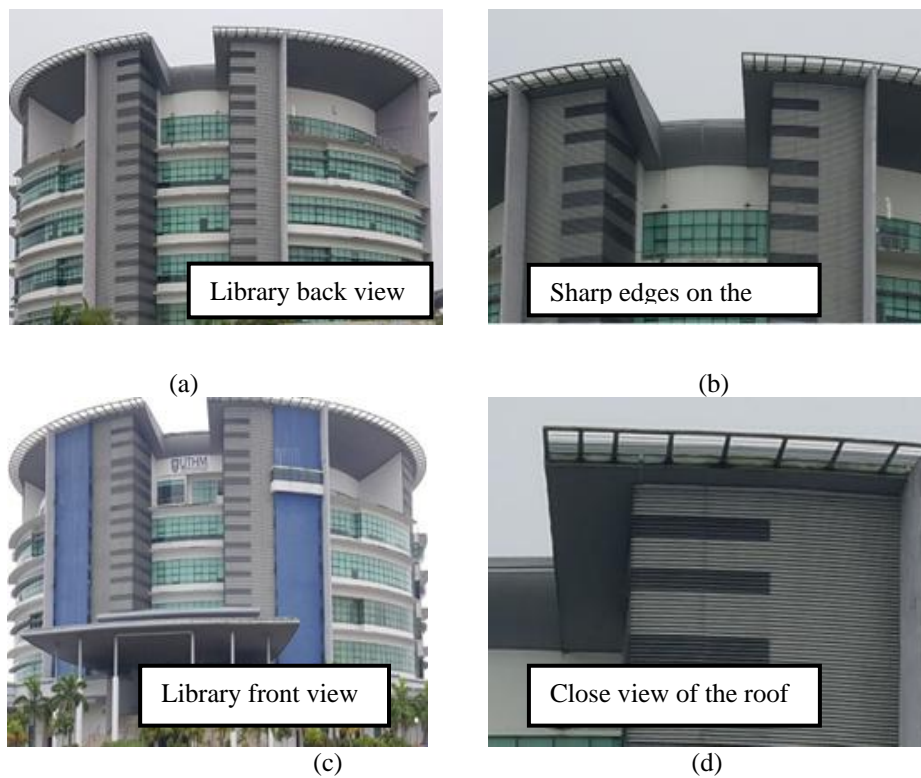 Library back view
Sharp edges on the
(a)
(b)
UTHM
Library front view
Close view of the roof
(c)
(d)